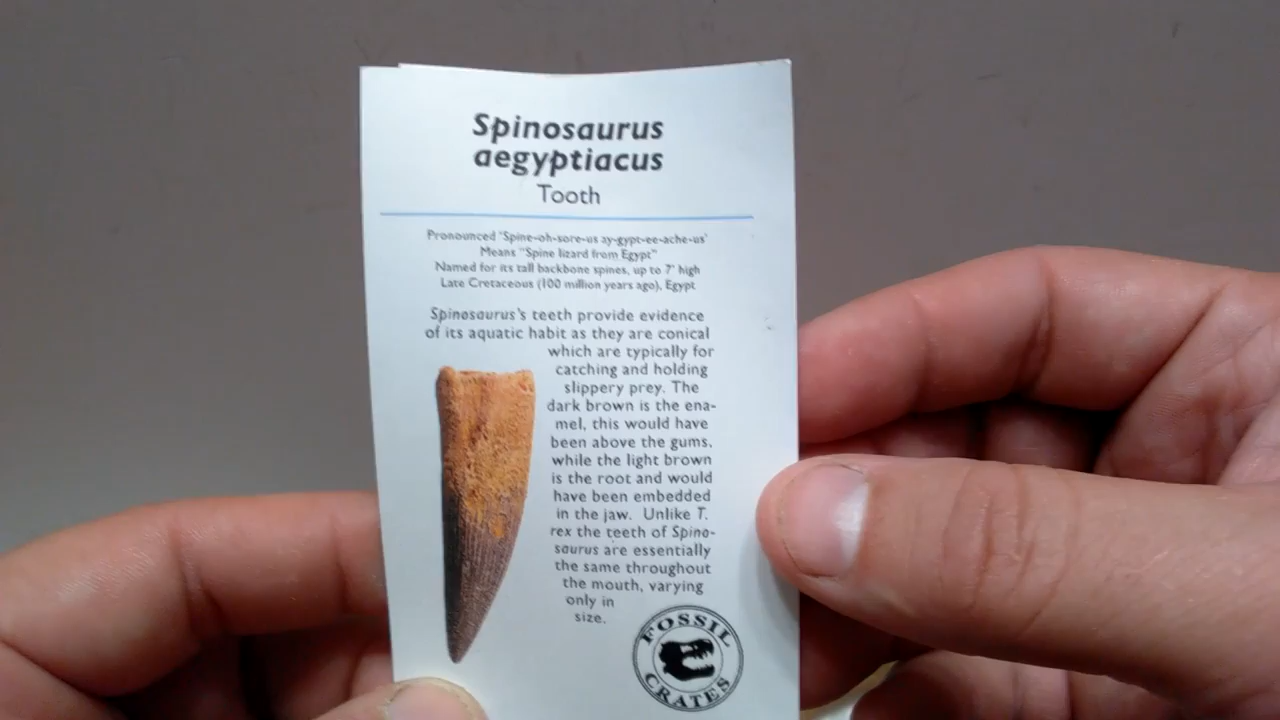 Spinosaurus
aegyptiacus
Tooth
Pronounced "Spine-oh-sore-us ay-gypt-ee-ache-us"
Means "Spine lizard from Egypt"
Named for its tall backbone spines, up to 7' high
Late Cretaceous (100 million years ago), Egypt
Spinosaurus's teeth provide evidence
of its aquatic habit as they are conical
which are typically for
catching and holding
slippery prey. The
dark brown is the ena-
mel, this would have
been above the gums,
while the light brown
is the root and would
have been embedded
in the jaw. Unlike T.
rex the teeth of Spino-
saurus are essentially
the same throughout
the mouth, varying
only in
size.
FOSSIL
CRATES